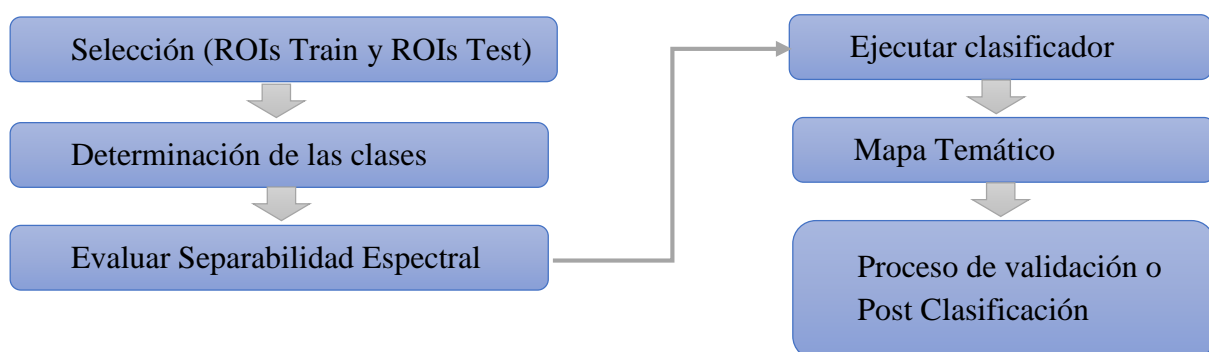 Selección (ROIs Train y ROIs Test)
Determinación de las clases
Evaluar Separabilidad Espectral
Ejecutar clasificador
Mapa Temático
Proceso de validación o
Post Clasificación